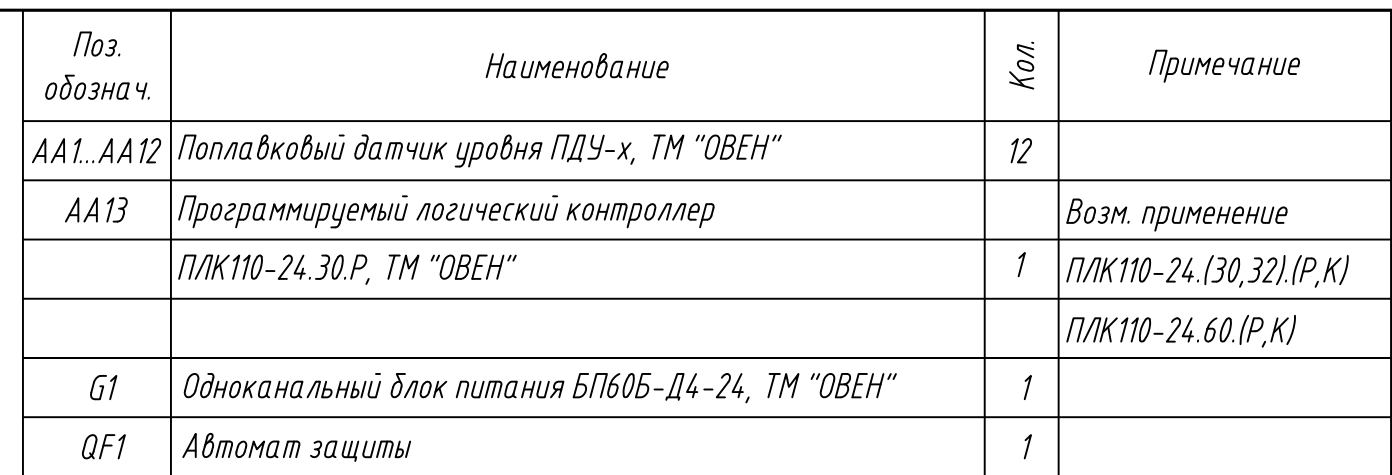 Поз. обознач. Наименование Кол. Примечание
АА1...АА12 Поплавковый датчик уровня ПДУ-х, ТМ "ОВЕН" 12
АА13 Программируемый логический контроллер Возм. применение
ПЛК110-24.30.Р, ТМ "ОВЕН" 1 ПЛК110-24.(30,32).(Р,К)
ПЛК110-24.60.(Р,К)
G1 Одноканальный блок питания БП60Б-Д4-24, ТМ "ОВЕН" 1
QF1 Автомат защиты 1